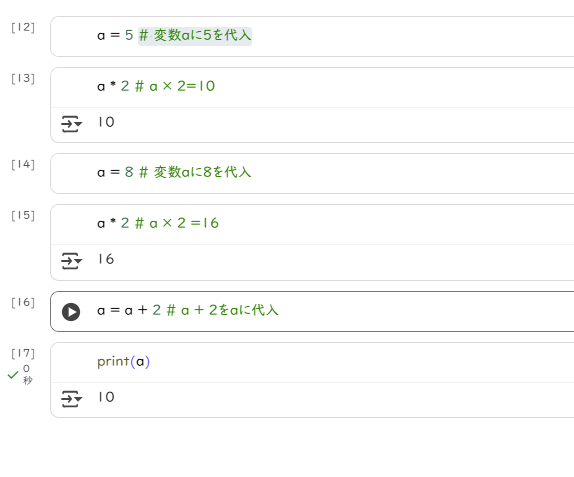 [12] a = 5 # 変数aに5を代入
[13] a * 2 # a × 2=10
10
[14] a = 8 # 変数aに8を代入
[15] a * 2 # a × 2 =16
16
[16] a = a + 2 # a + 2をaに代入
[17] print(a)
0
秒
10